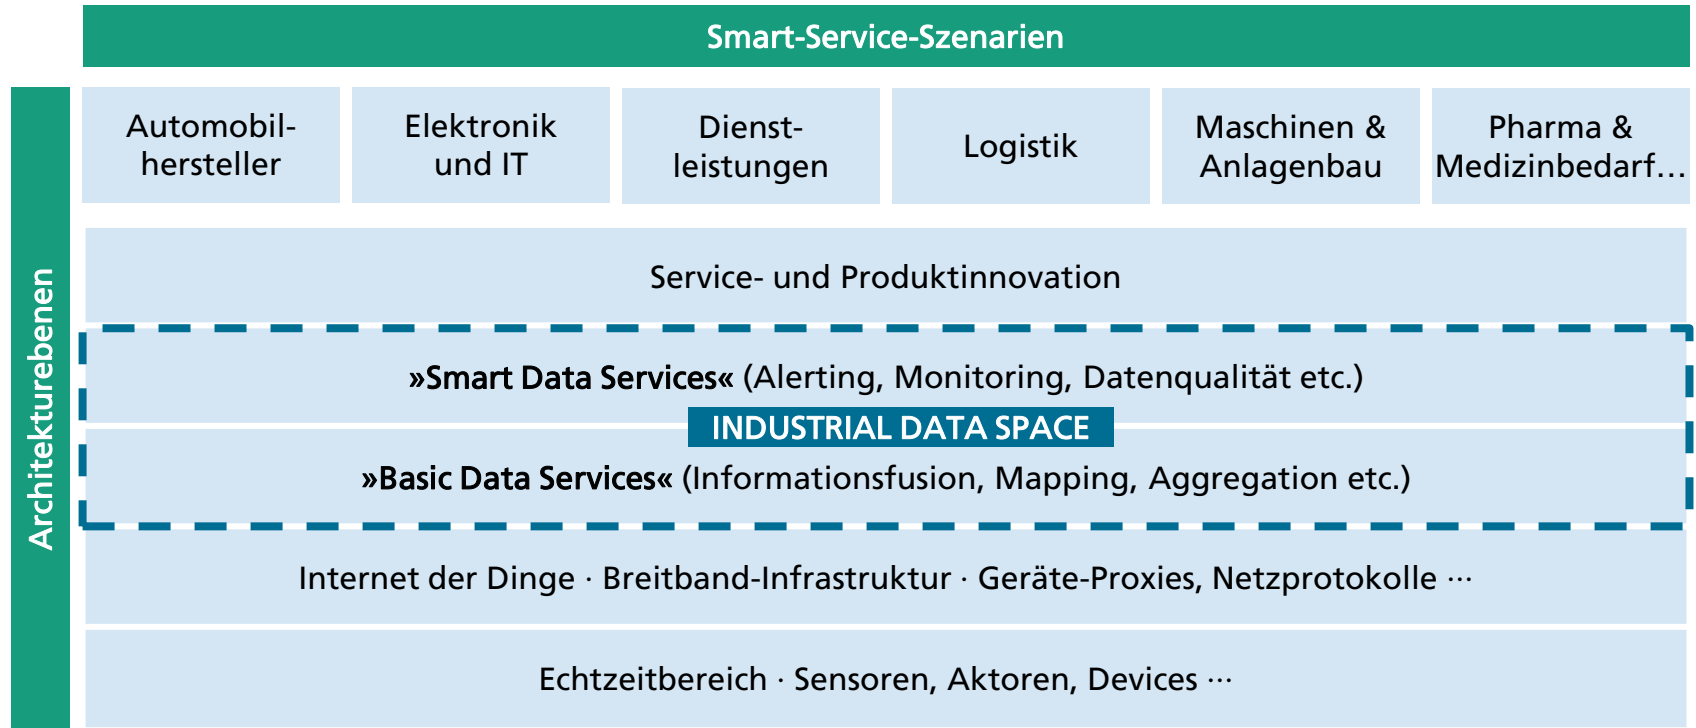 Smart-Service-Szenarien
Architekturebenen
Automobil-
hersteller
Elektronik
und IT
Dienst-
leistungen
Logistik
Maschinen &
Anlagenbau
Pharma &
Medizinbedarf...
Service- und Produktinnovation
»Smart Data Services« (Alerting, Monitoring, Datenqualität etc.)
INDUSTRIAL DATA SPACE
»Basic Data Services« (Informationsfusion, Mapping, Aggregation etc.)
Internet der Dinge · Breitband-Infrastruktur · Geräte-Proxies, Netzprotokolle ···
Echtzeitbereich · Sensoren, Aktoren, Devices ···